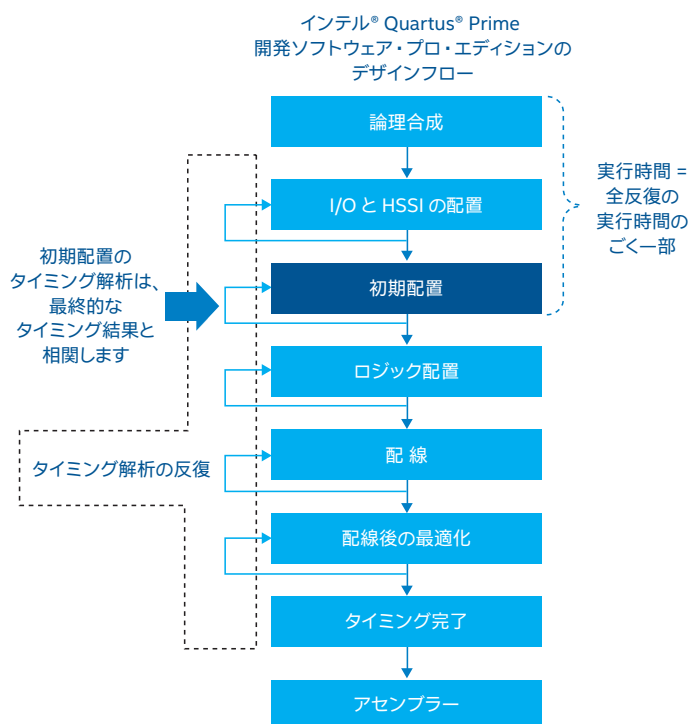 インテル® Quartus® Prime
開発ソフトウェア・プロ・エディションの
デザインフロー
論理合成
I/O と HSSI の配置
初期配置
ロジック配置
配 線
配線後の最適化
タイミング完了
アセンブラー
実行時間 =
全反復の
実行時間の
ごく一部
初期配置の
タイミング解析は、
最終的な
タイミング結果と
相関します
タイミング解析の反復